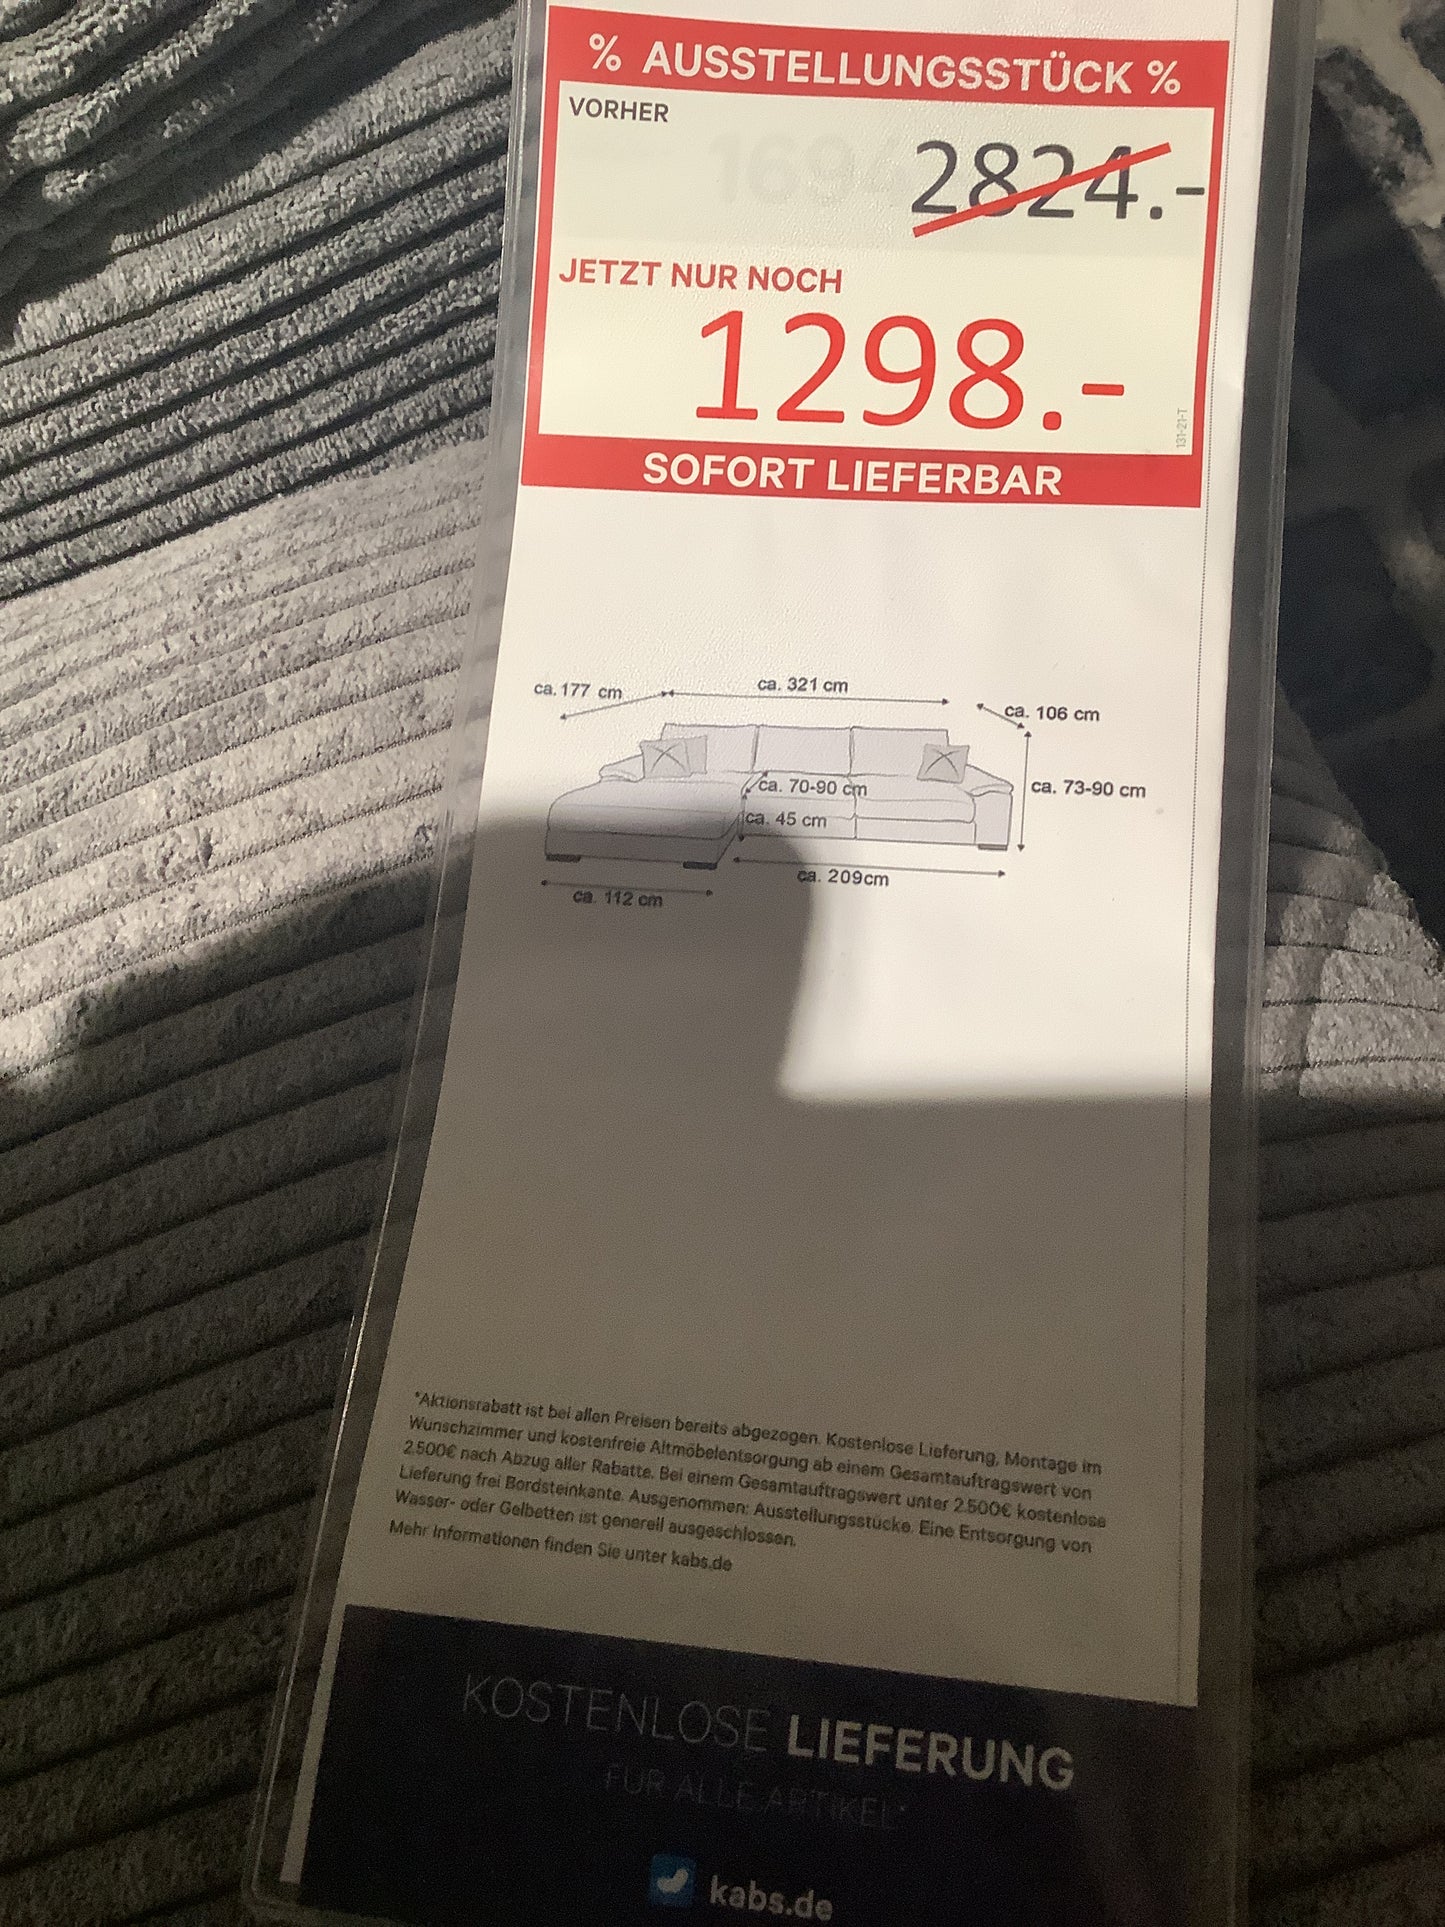 % AUSSTELLUNGSSTÜCK %
VORHER
2824.-
JETZT NUR NOCH
1298.-
131-21-T
SOFORT LIEFERBAR
ca. 177 cm
ca. 321 cm
ca. 106 cm
ca. 70-90 cm
ca. 73-90 cm
ca. 45 cm
ca. 209cm
ca. 112 cm
*Aktionsrabatt ist bei allen Preisen bereits abgezogen. Kostenlose Lieferung, Montage im
Wunschzimmer und kostenfreie Altmöbelentsorgung ab einem Gesamtauftragswert von
2.500€ nach Abzug aller Rabatte. Bei einem Gesamtauftragswert unter 2.500€ kostenlose
Lieferung frei Bordsteinkante. Ausgenommen: Ausstellungsstücke. Eine Entsorgung von
Wasser- oder Gelbetten ist generell ausgeschlossen.
Mehr Informationen finden Sie unter kabs.de
KOSTENLOSE LIEFERUNG
FÜR ALLE ARTIKEL*
kabs.de